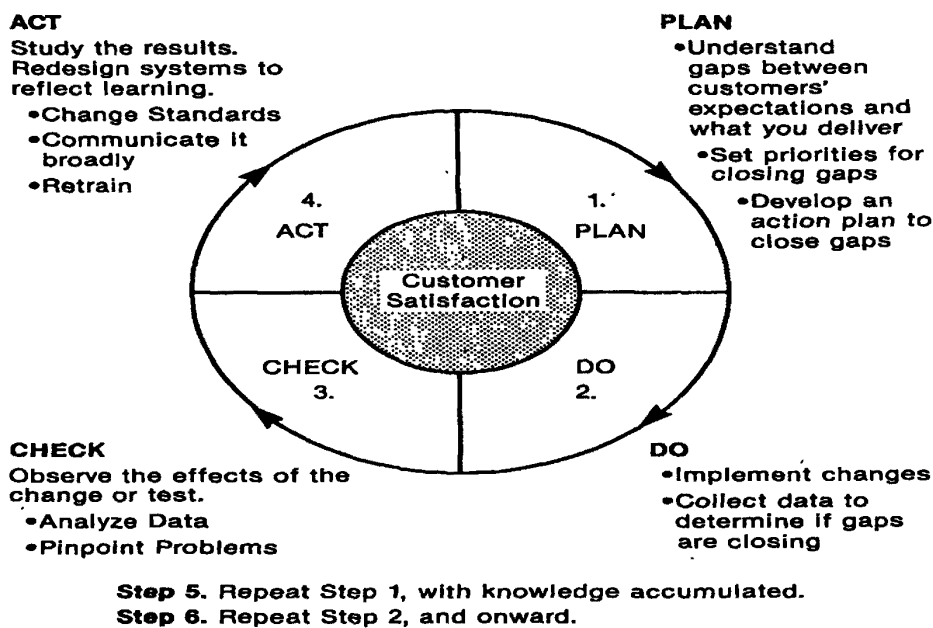 ACT
Study the results.
Redesign systems to
reflect learning.
•Change Standards
•Communicate it
broadly
•Retrain
PLAN
•Understand
gaps between
customers'
expectations and
what you deliver
•Set priorities for
closing gaps
•Develop an
action plan to
close gaps
4.
ACT
1.
PLAN
Customer
Satisfaction
CHECK
3.
DO
2.
CHECK
Observe the effects of the
change or test.
•Analyze Data
•Pinpoint Problems
DO
•Implement changes
•Collect data to
determine if gaps
are closing
Step 5. Repeat Step 1, with knowledge accumulated.
Step 6. Repeat Step 2, and onward.